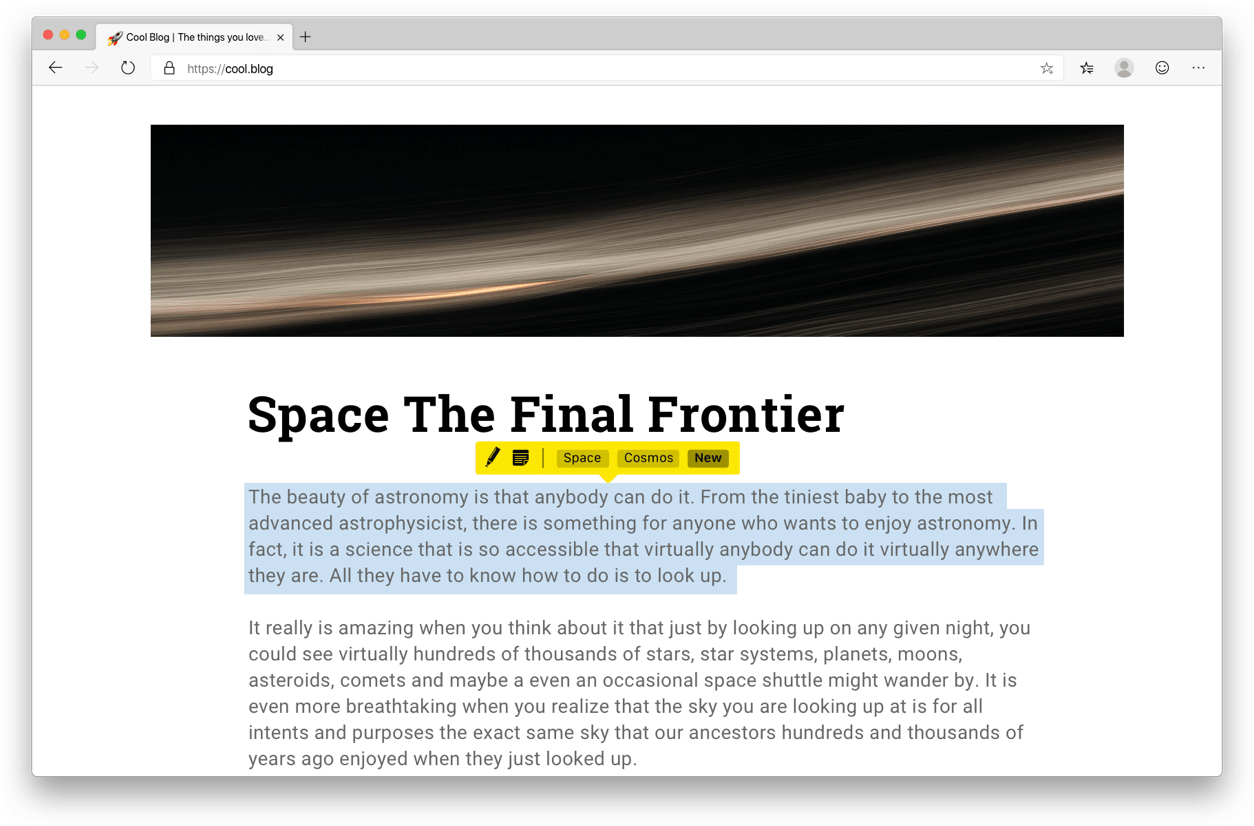 Cool Blog | The things you love..
https://cool.blog
Space The Final Frontier
Space Cosmos New
The beauty of astronomy is that anybody can do it. From the tiniest baby to the most
advanced astrophysicist, there is something for anyone who wants to enjoy astronomy. In
fact, it is a science that is so accessible that virtually anybody can do it virtually anywhere
they are. All they have to know how to do is to look up.
It really is amazing when you think about it that just by looking up on any given night, you
could see virtually hundreds of thousands of stars, star systems, planets, moons,
asteroids, comets and maybe a even an occasional space shuttle might wander by. It is
even more breathtaking when you realize that the sky you are looking up at is for all
intents and purposes the exact same sky that our ancestors hundreds and thousands of
years ago enjoyed when they just looked up.